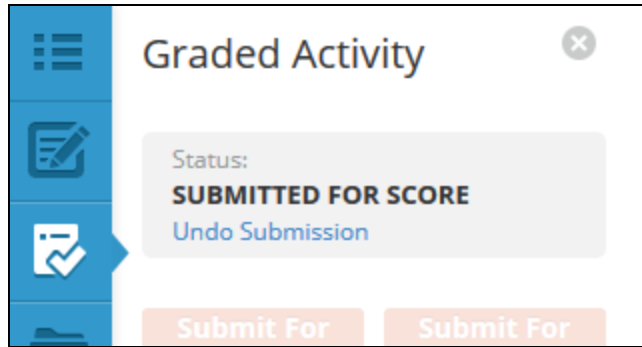 Graded Activity
Status:
SUBMITTED FOR SCORE
Undo Submission
Submit For Submit For